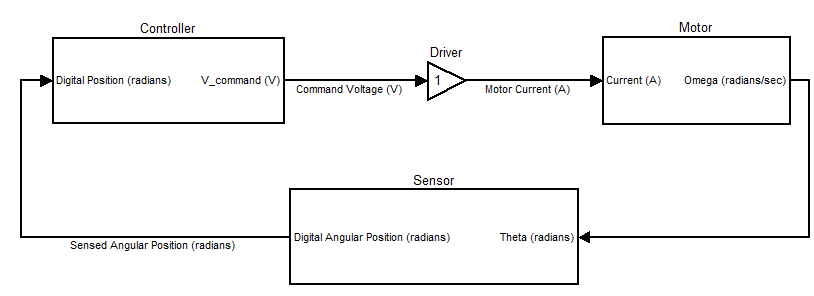 Controller
Driver
Motor
Digital Position (radians)
V_command (V)
Command Voltage (V)
1
Motor Current (A)
Current (A)
Omega (radians/sec)
Sensor
Digital Angular Position (radians)
Theta (radians)
Sensed Angular Position (radians)